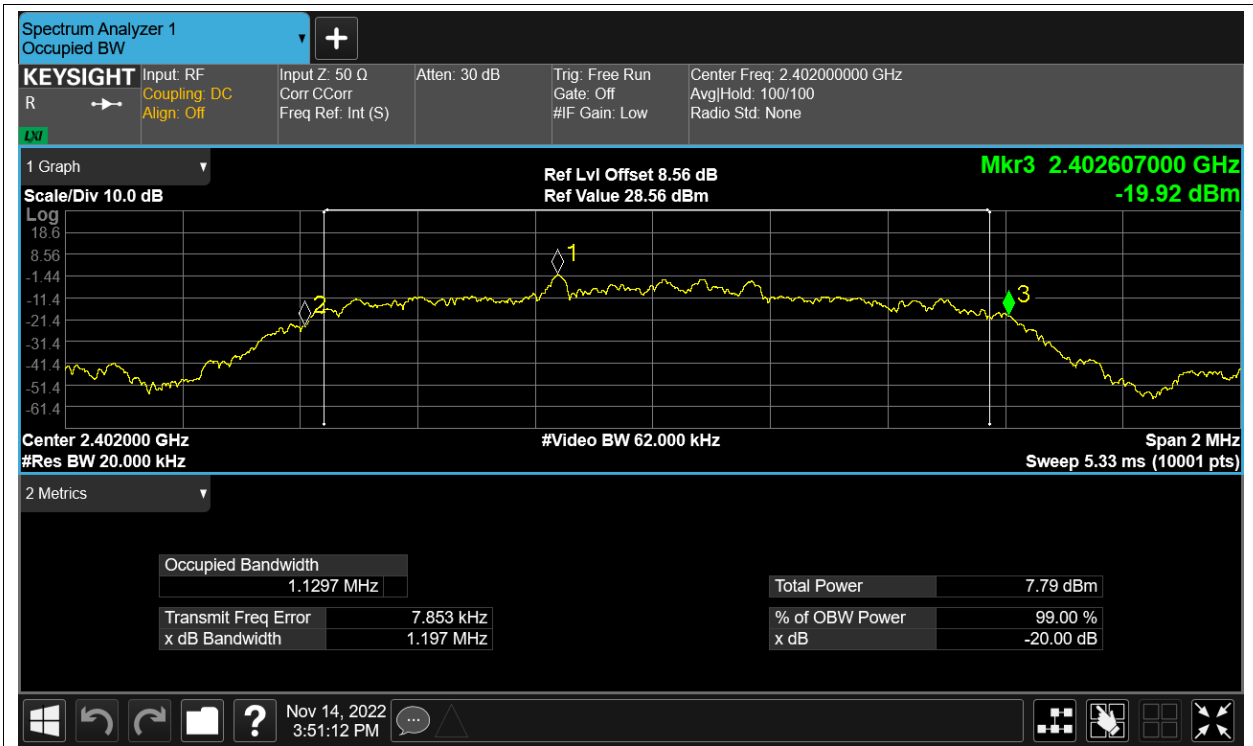 Spectrum Analyzer 1
Occupied BW
KEYSIGHT
R
LXI
Input: RF
Coupling: DC
Align: Off
Input Z: 50 Ω
Corr CCorr
Freq Ref: Int (S)
Atten: 30 dB
Trig: Free Run
Gate: Off
#IF Gain: Low
Center Freq: 2.402000000 GHz
Avg|Hold: 100/100
Radio Std: None
1 Graph
Scale/Div 10.0 dB
Ref Lvl Offset 8.56 dB
Ref Value 28.56 dBm
Mkr3 2.402607000 GHz
-19.92 dBm
Log
18.6
8.56
-1.44
-11.4
-21.4
-31.4
-41.4
-51.4
-61.4
1
2
3
Center 2.402000 GHz
#Res BW 20.000 kHz
#Video BW 62.000 kHz
Span 2 MHz
Sweep 5.33 ms (10001 pts)
2 Metrics
Occupied Bandwidth
1.1297 MHz
Transmit Freq Error 7.853 kHz
x dB Bandwidth 1.197 MHz
Total Power 7.79 dBm
% of OBW Power 99.00 %
x dB -20.00 dB
?
Nov 14, 2022
3:51:12 PM